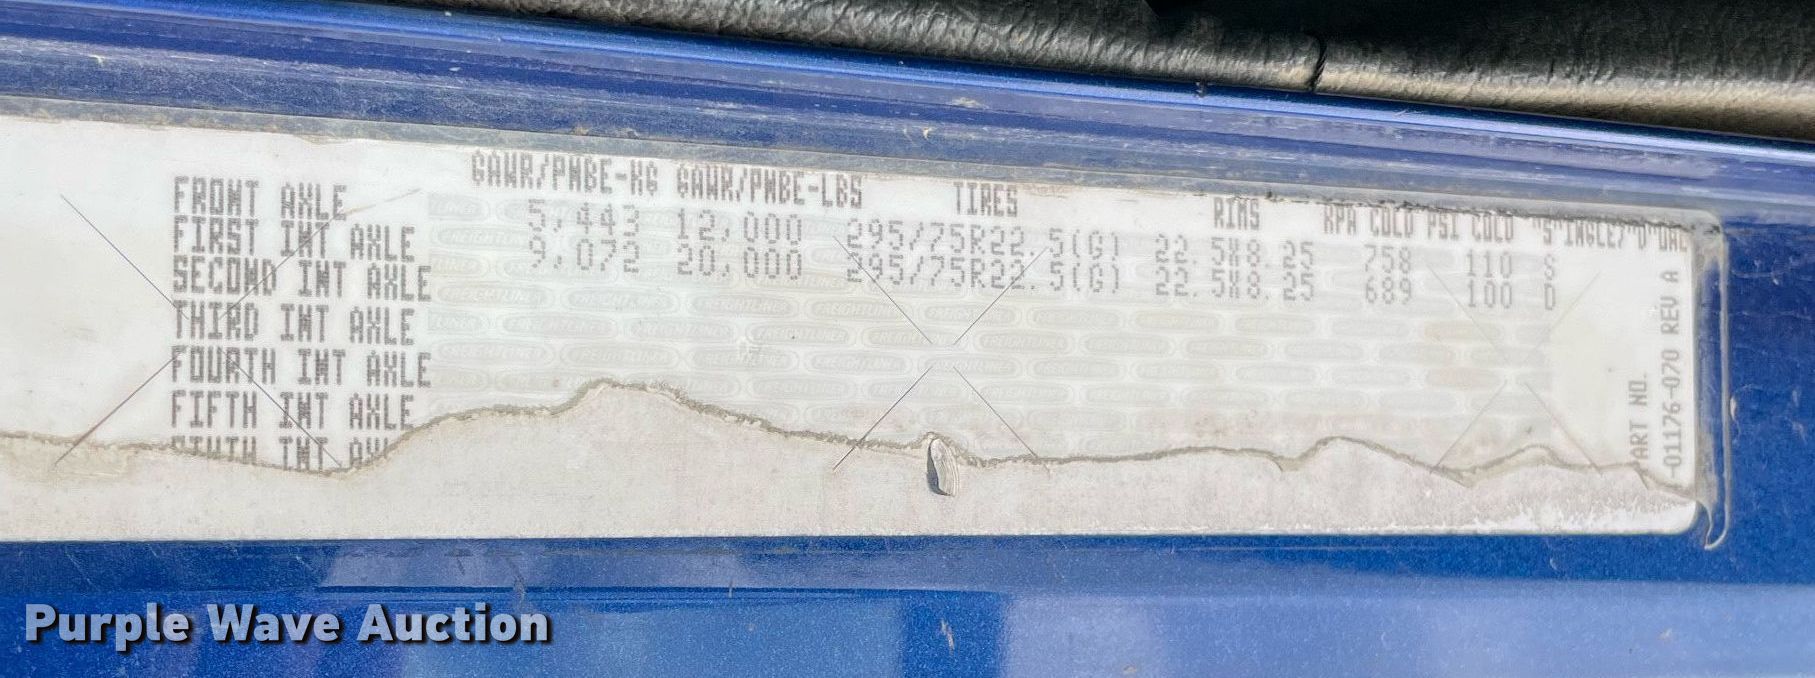 GAWR/PNBE-KG GAWR/PNBE-LBS TIRES RIMS KPA COLD PSI COLD "S"INGLE/"D"UAL
FRONT AXLE 5,443 12,000 295/75R22.5(G) 22.5X8.25 758 110 S
FIRST INT AXLE 9,072 20,000 295/75R22.5(G) 22.5X8.25 689 100 D
SECOND INT AXLE
THIRD INT AXLE
FOURTH INT AXLE
FIFTH INT AXLE
INT
PART NO.
-01176-070 REV A
FREIGHTLINER
Purple Wave Auction